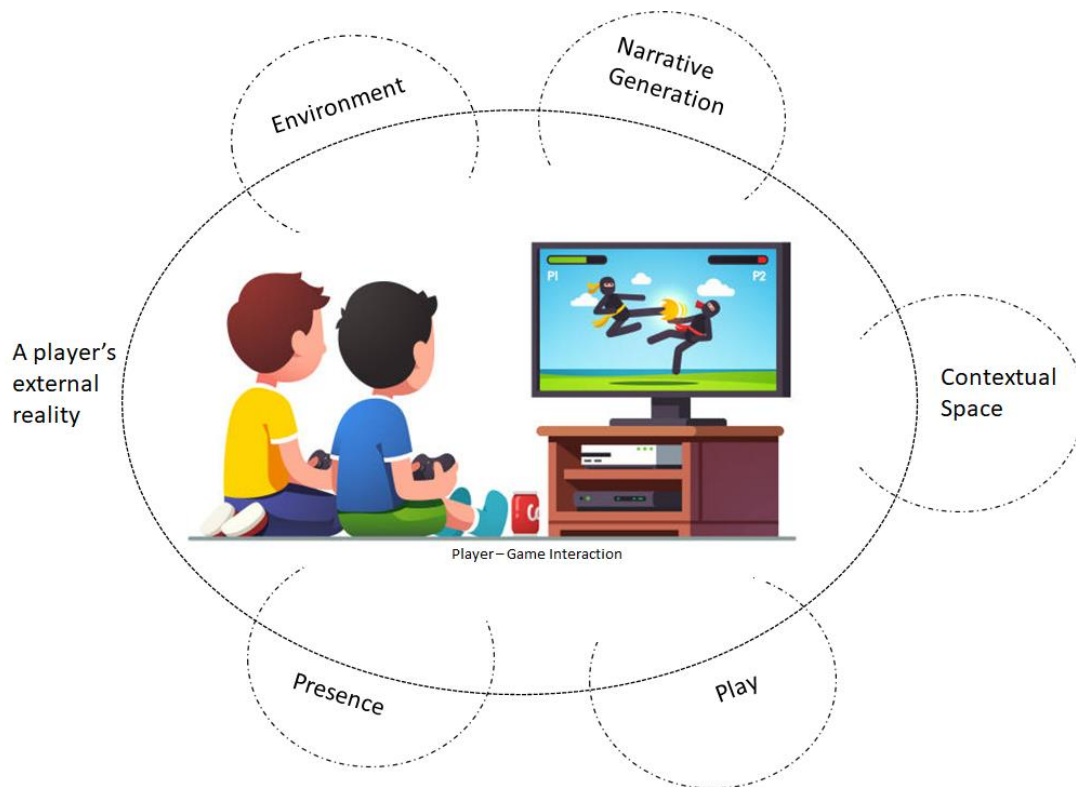 Narrative
Generation
Environment
P1
P2
A player’s
external
reality
Contextual
Space
Player – Game Interaction
Presence
Play